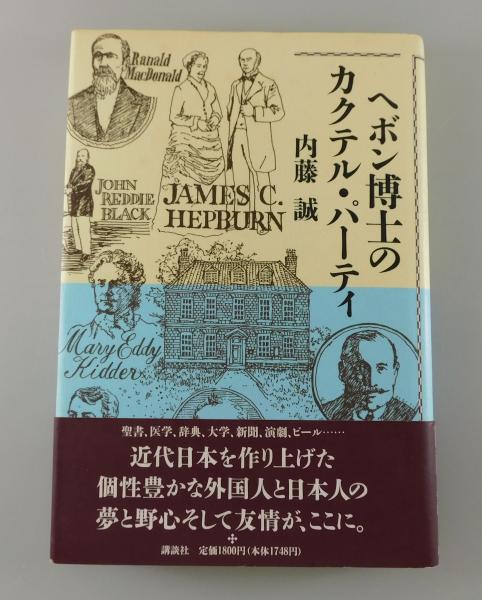 ヘボン博士の
カクテル・パーティ
内藤 誠
Ranald
MacDonald
JOHN
REDDIE
BLACK
JAMES C.
HEPBURN
Mary Eddy
Kidder
聖書、医学、辞典、大学、新聞、演劇、ビール……
近代日本を作り上げた
個性豊かな外国人と日本人の
夢と野心そして友情が、ここに。
講談社 定価1800円(本体1748円)